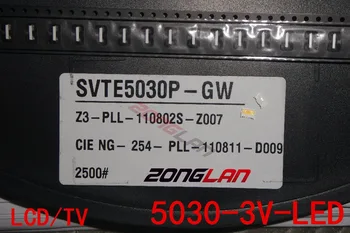 SVTE5030P-GW
Z3-PLL-110802S-Z007
CIE NG-254-PLL-110811-D009
2500# ZONGLAN
LCD/TV 5030-3V-LED